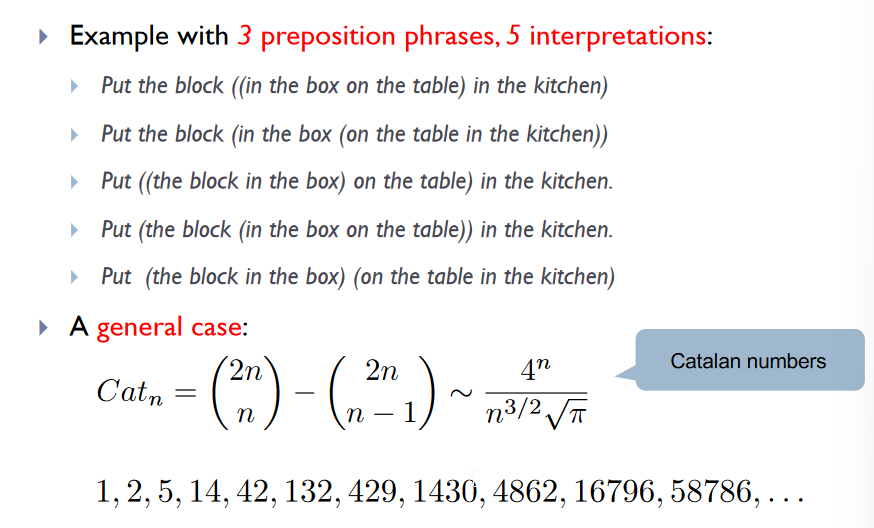 Example with 3 preposition phrases, 5 interpretations:
Put the block ((in the box on the table) in the kitchen)
Put the block (in the box (on the table in the kitchen))
Put ((the block in the box) on the table) in the kitchen.
Put (the block (in the box on the table)) in the kitchen.
Put (the block in the box) (on the table in the kitchen)
A general case:
Cat_n = \binom{2n}{n} - \binom{2n}{n-1} \sim \frac{4^n}{n^{3/2}\sqrt{\pi}}
Catalan numbers
1, 2, 5, 14, 42, 132, 429, 1430, 4862, 16796, 58786, ...